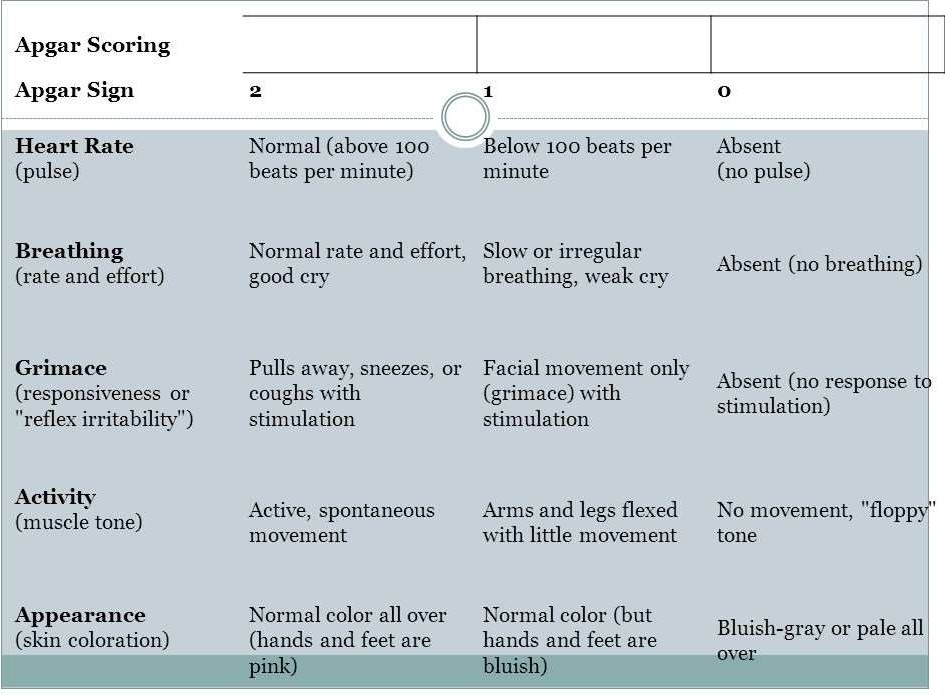 Apgar Scoring
Apgar Sign 2 1 0
Heart Rate Normal (above 100 Below 100 beats per Absent
(pulse) beats per minute) minute (no pulse)
Breathing Normal rate and effort, Slow or irregular
(rate and effort) good cry breathing, weak cry Absent (no breathing)
Grimace Pulls away, sneezes, or Facial movement only
(responsiveness or coughs with (grimace) with Absent (no response to
"reflex irritability") stimulation stimulation stimulation)
Activity
(muscle tone) Active, spontaneous Arms and legs flexed No movement, "floppy"
movement with little movement tone
Appearance Normal color all over Normal color (but
(skin coloration) (hands and feet are hands and feet are Bluish-gray or pale all
pink) bluish) over